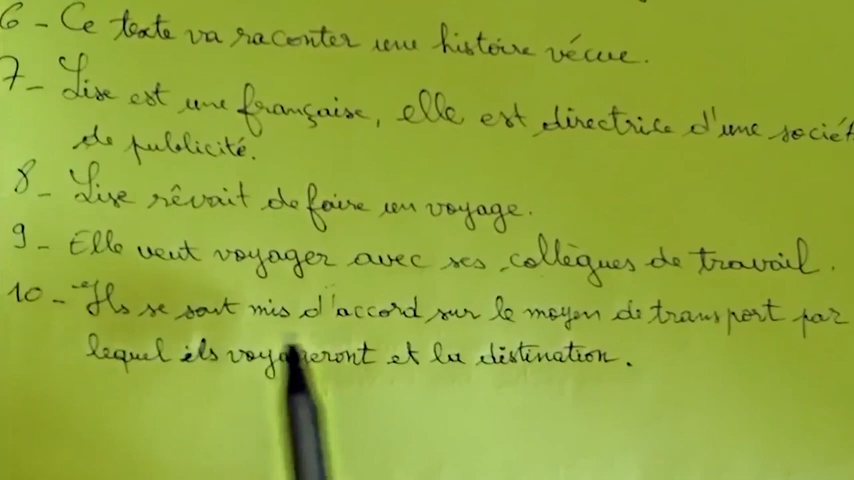 6 - Ce texte va raconter une histoire vécue.
7 - Lise est une française, elle est directrice d'une sociét
de publicité.
8 - Lise rêvait de faire un voyage.
9 - Elle veut voyager avec ses collègues de travail.
10 - Ils se sont mis d'accord sur le moyen de transport par
lequel ils voyageront et la distination.